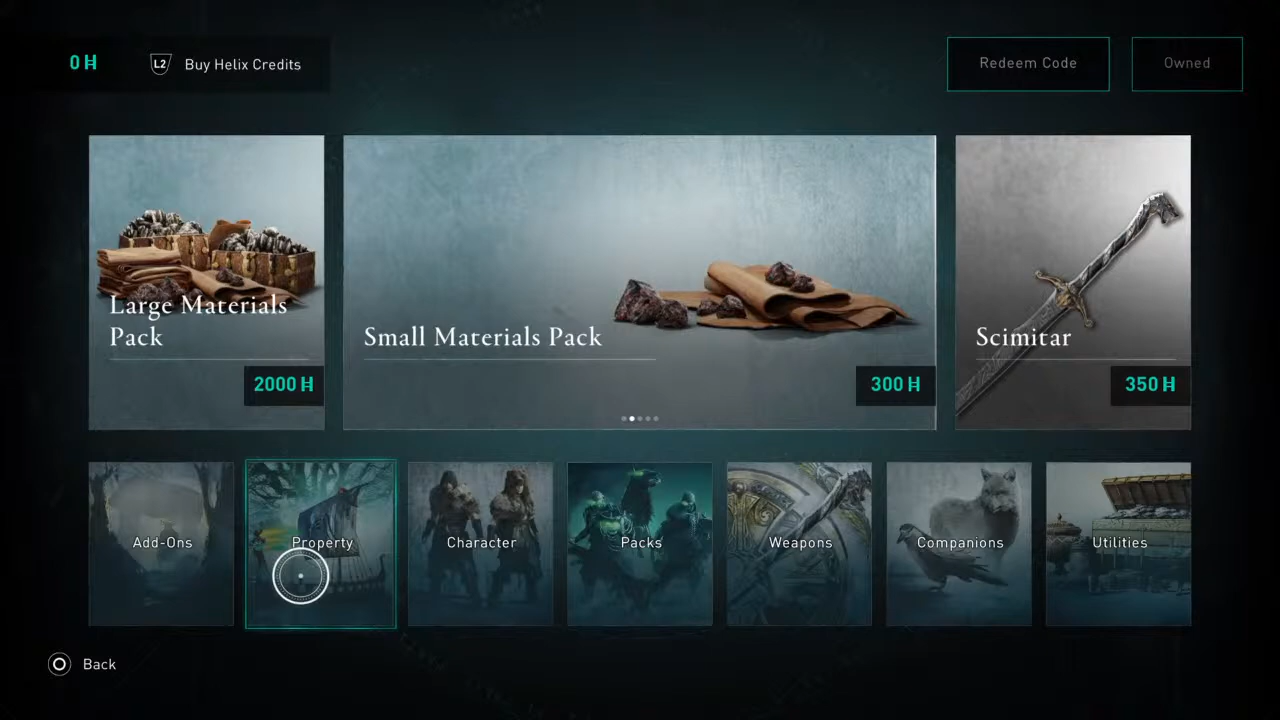 0 H
L2 Buy Helix Credits
Redeem Code
Owned
Large Materials
Pack
2000 H
Small Materials Pack
300 H
Scimitar
350 H
Add-Ons
Property
Character
Packs
Weapons
Companions
Utilities
Back